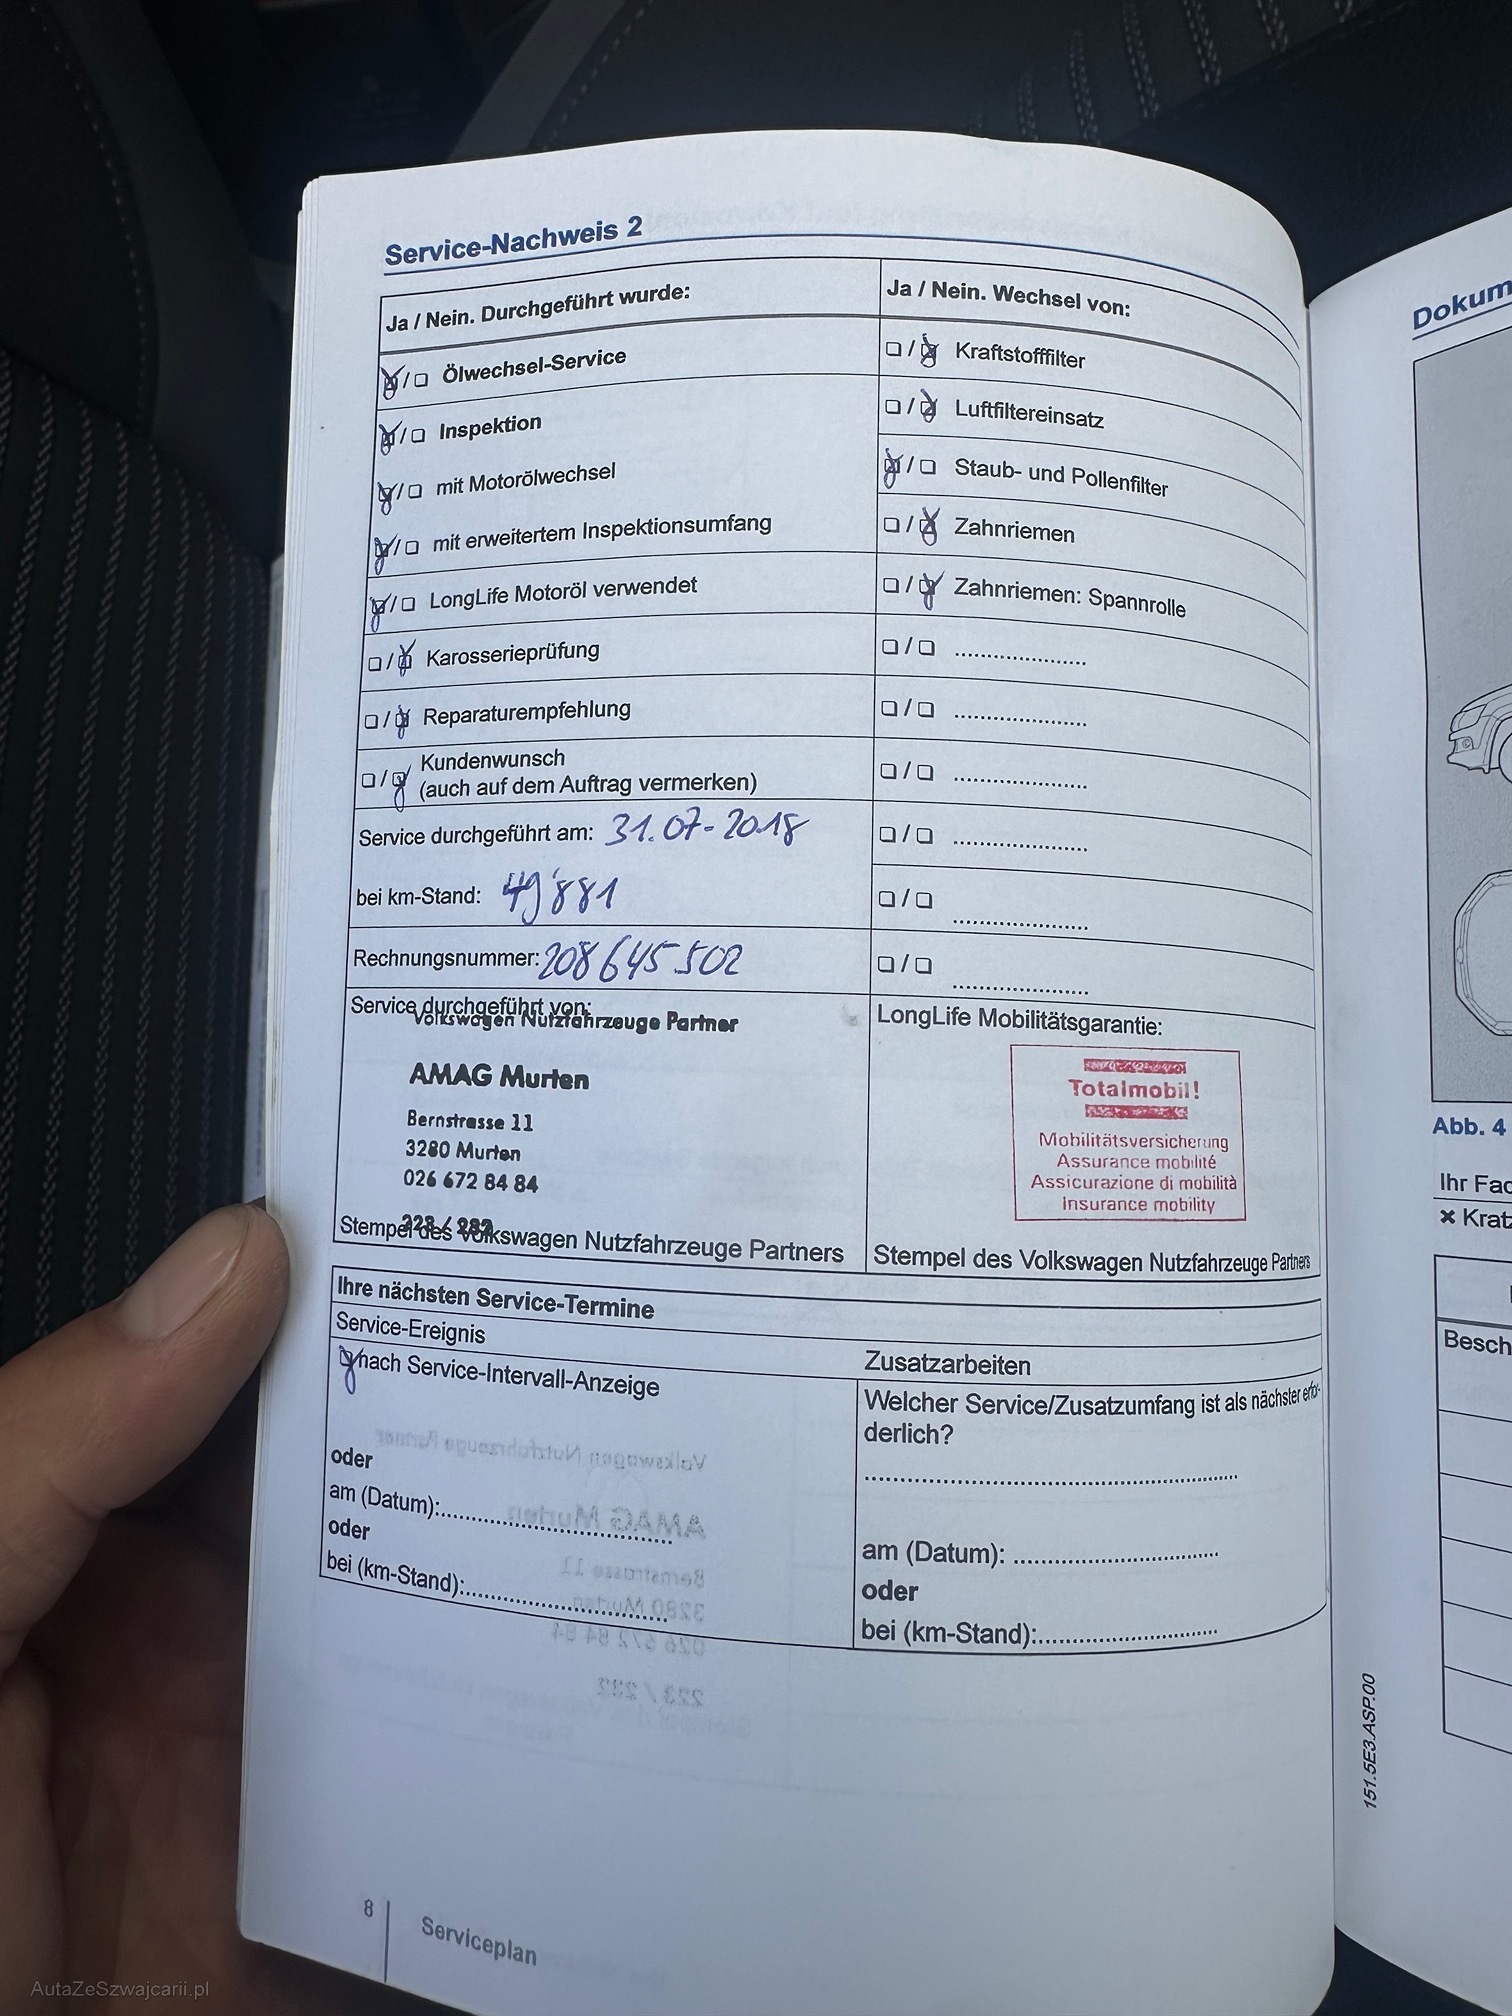 Service-Nachweis 2
Ja / Nein. Durchgeführt wurde:
Ölwechsel-Service
Inspektion
mit Motorölwechsel
mit erweitertem Inspektionsumfang
LongLife Motoröl verwendet
Karosserieprüfung
Reparaturempfehlung
Kundenwunsch
(auch auf dem Auftrag vermerken)
Service durchgeführt am: 31.07-2018
bei km-Stand: 49'881
Rechnungsnummer: 208645502
Service durchgeführt von:
Volkswagen Nutzfahrzeuge Partner
AMAG Murten
Bernstrasse 11
3280 Murten
026 672 84 84
223 / 232
Stempel des Volkswagen Nutzfahrzeuge Partners
Ja / Nein. Wechsel von:
Kraftstofffilter
Luftfiltereinsatz
Staub- und Pollenfilter
Zahnriemen
Zahnriemen: Spannrolle
LongLife Mobilitätsgarantie:
Totalmobil!
Mobilitätsversicherung
Assurance mobilité
Assicurazione di mobilità
Insurance mobility
Stempel des Volkswagen Nutzfahrzeuge Partners
Ihre nächsten Service-Termine
Service-Ereignis
nach Service-Intervall-Anzeige
oder
am (Datum):
oder
bei (km-Stand):
Zusatzarbeiten
Welcher Service/Zusatzumfang ist als nächster erfor-
derlich?
am (Datum):
oder
bei (km-Stand):
8
Serviceplan
151.5E3.ASP.00
Dokum
Abb. 4
Ihr Fac
× Kratz
Besch
AutaZeSzwajcarii.pl